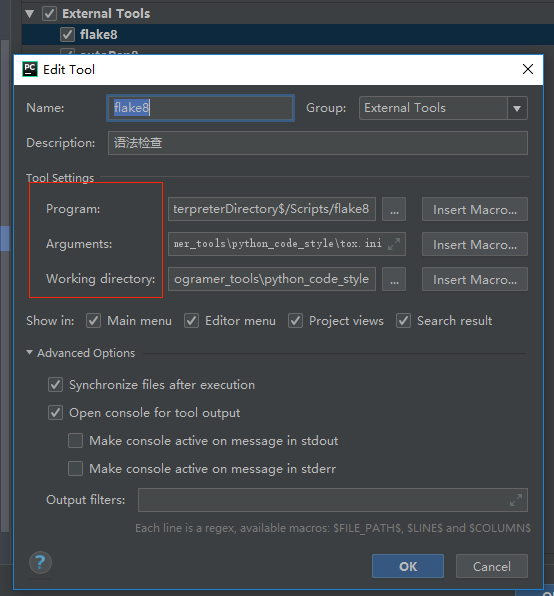 External Tools
flake8
PC Edit Tool
Name: flake8 Group: External Tools
Description: 语法检查
Tool Settings
Program: terpreterDirectory$/Scripts/flake8 ... Insert Macro...
Arguments: ner_tools\python_code_style\tox.ini Insert Macro...
Working directory: ogramer_tools\python_code_style ... Insert Macro...
Show in: Main menu Editor menu Project views Search result
Advanced Options
Synchronize files after execution
Open console for tool output
Make console active on message in stdout
Make console active on message in stderr
Output filters:
Each line is a regex, available macros: $FILE_PATH$, $LINE$ and $COLUMN$
? OK Cancel